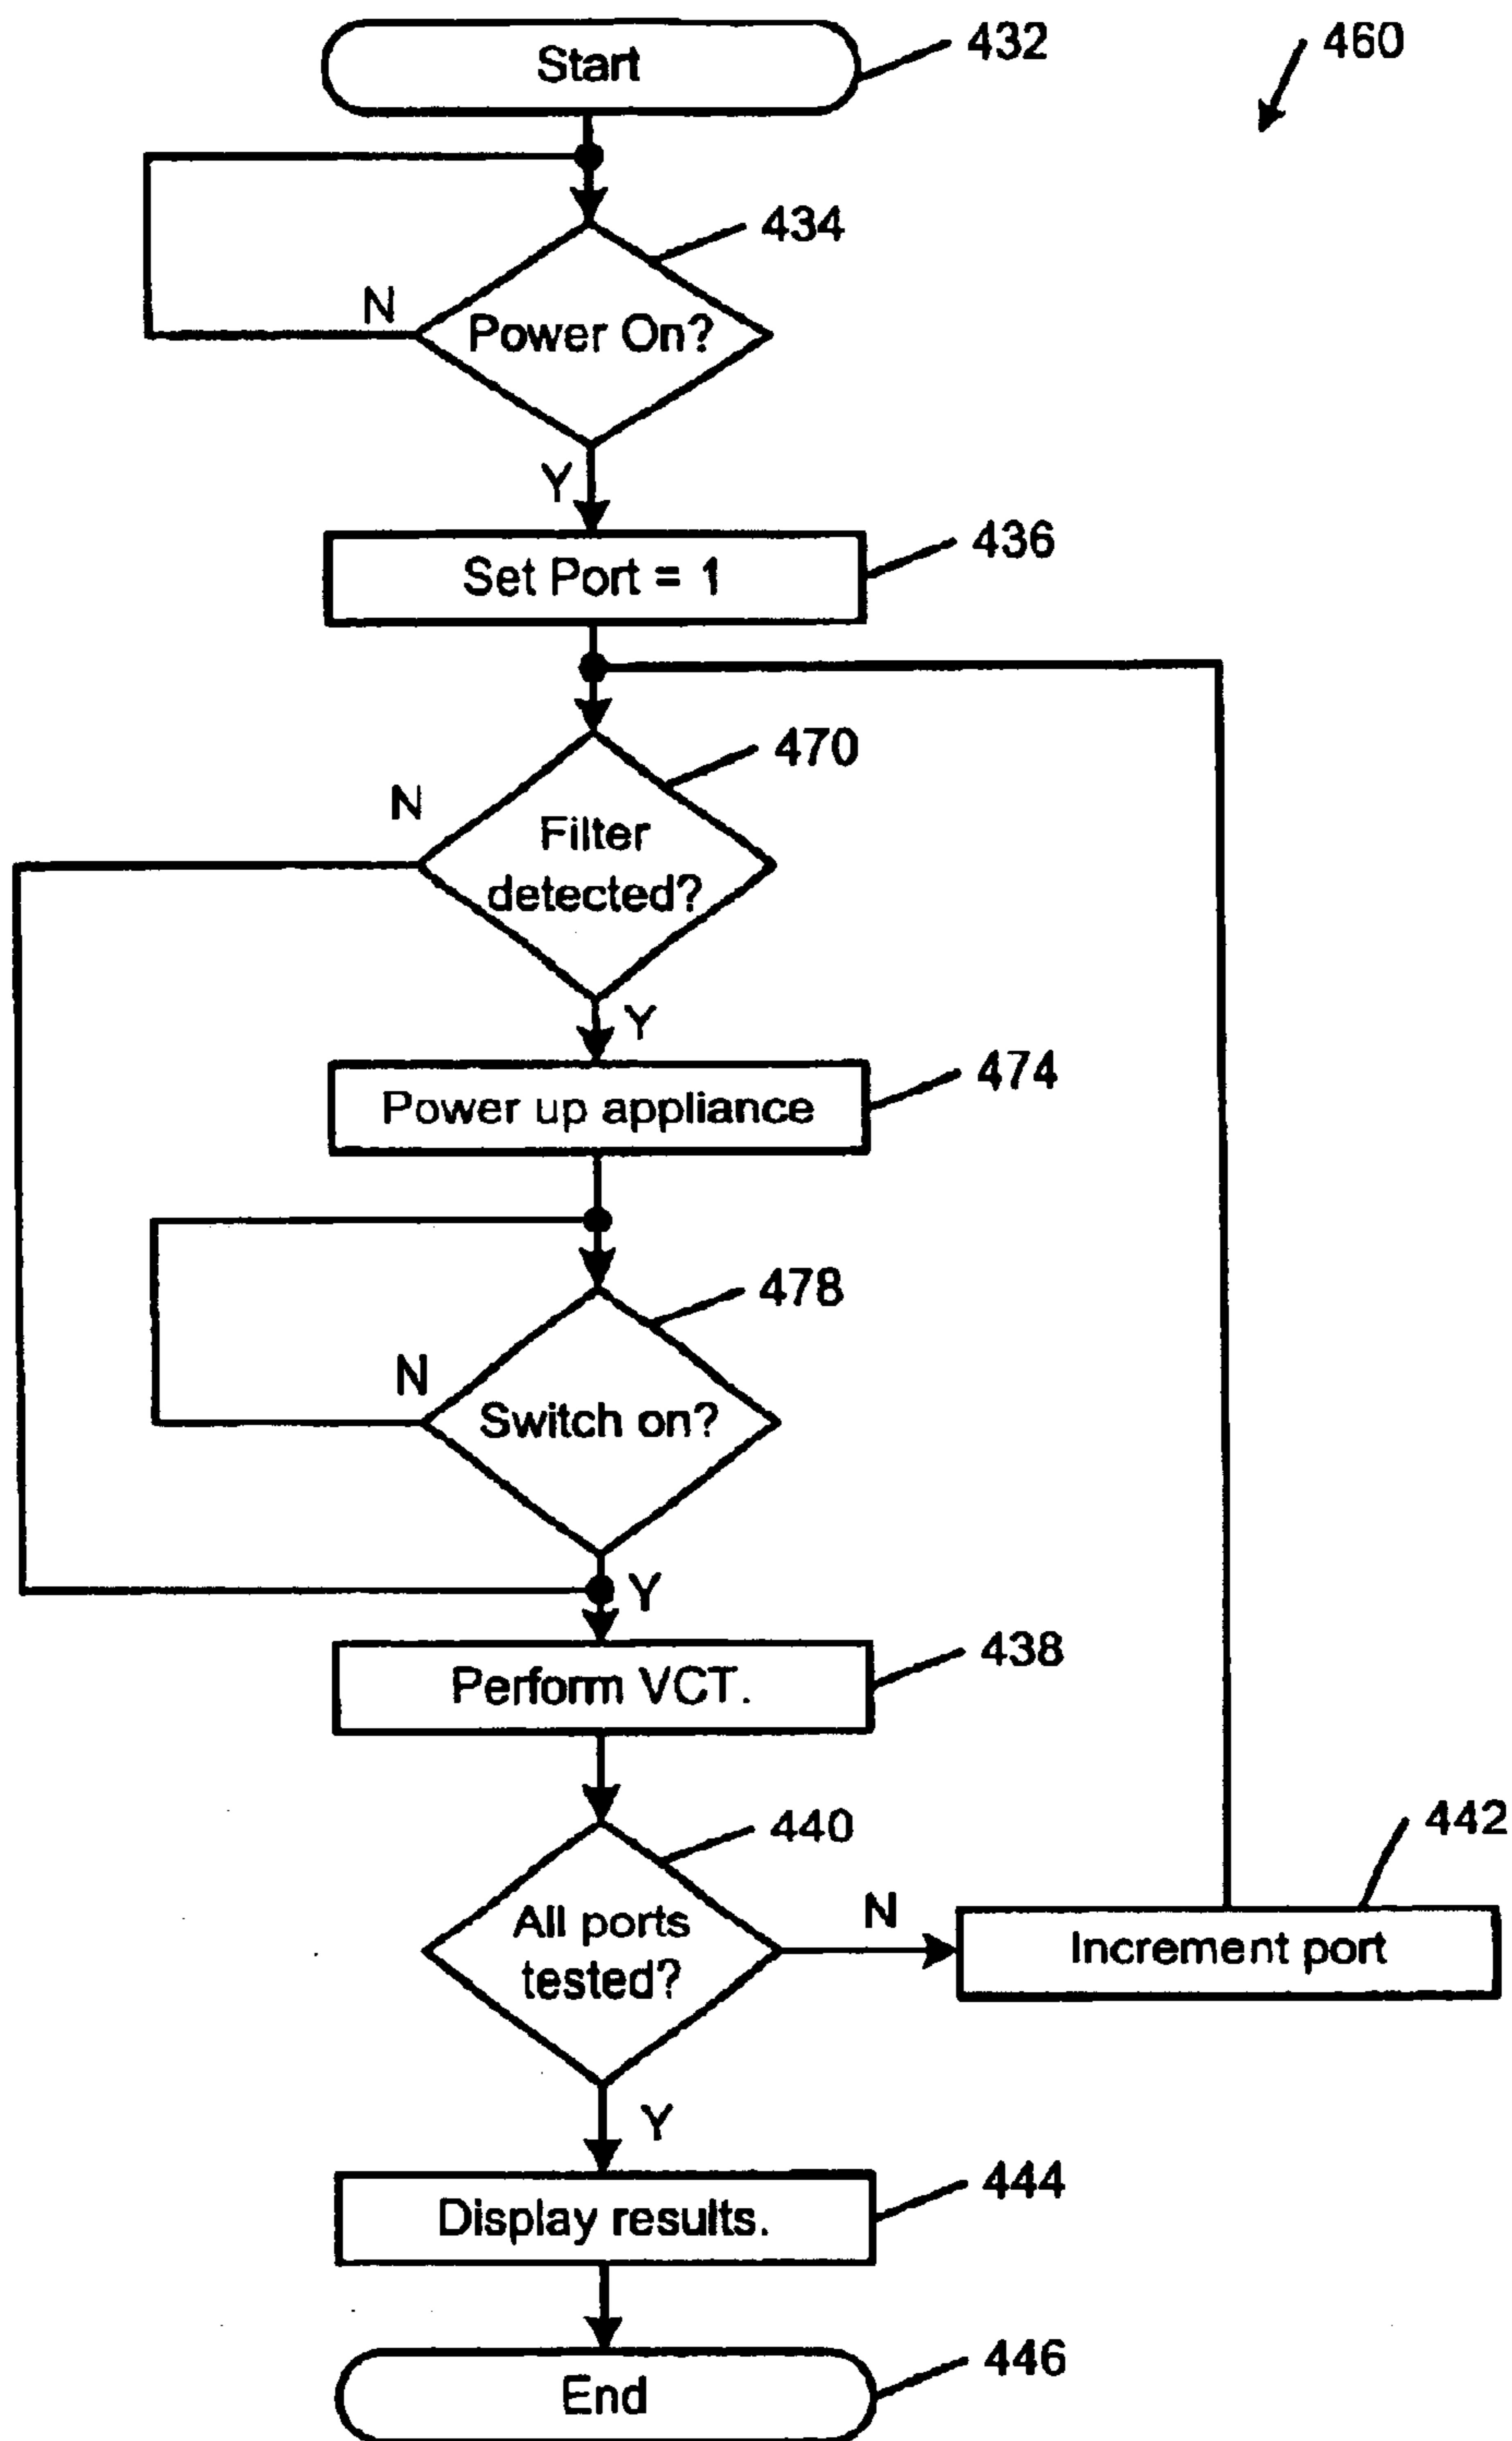 Start
432
460
434
N
Power On?
Y
436
Set Port = 1
470
N
Filter
detected?
Y
474
Power up appliance
478
N
Switch on?
Y
438
Perform VCT.
440
442
All ports
tested?
N
Increment port
Y
444
Display results.
446
End